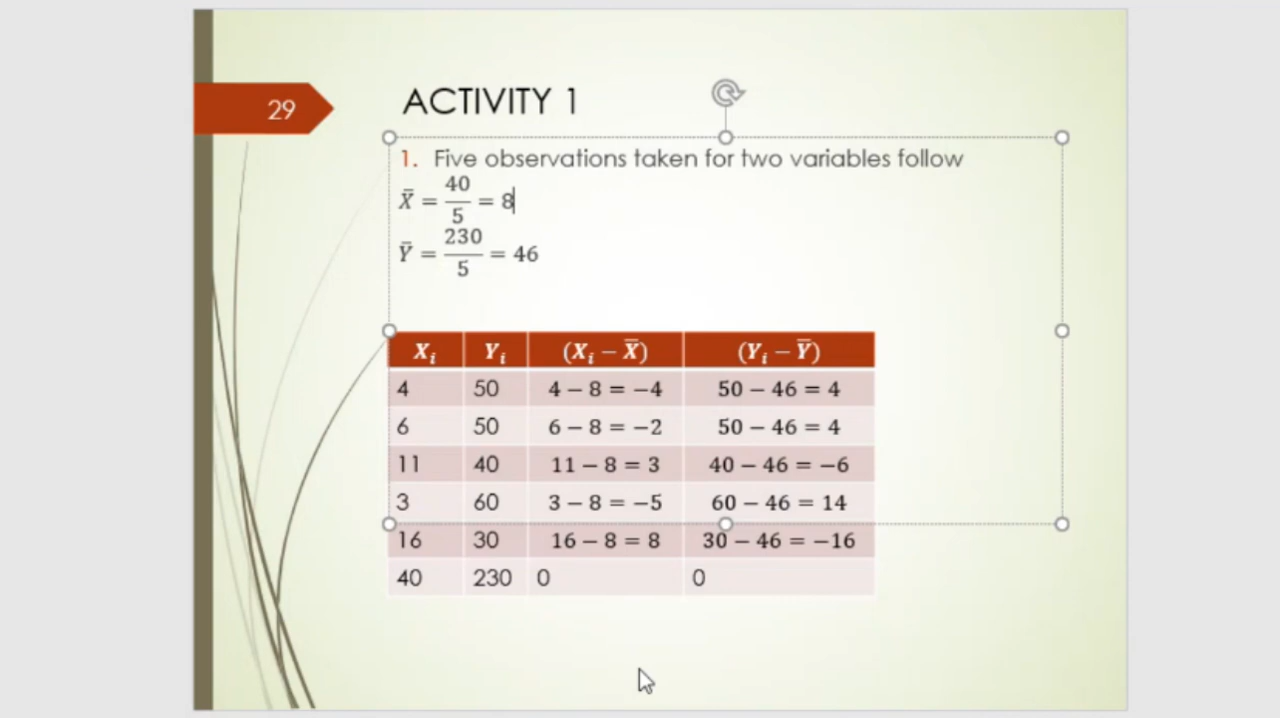 29
ACTIVITY 1
1. Five observations taken for two variables follow
X̄ = 40/5 = 8
Ȳ = 230/5 = 46
Xᵢ Yᵢ (Xᵢ − X̄) (Yᵢ − Ȳ)
4 50 4 − 8 = −4 50 − 46 = 4
6 50 6 − 8 = −2 50 − 46 = 4
11 40 11 − 8 = 3 40 − 46 = −6
3 60 3 − 8 = −5 60 − 46 = 14
16 30 16 − 8 = 8 30 − 46 = −16
40 230 0 0